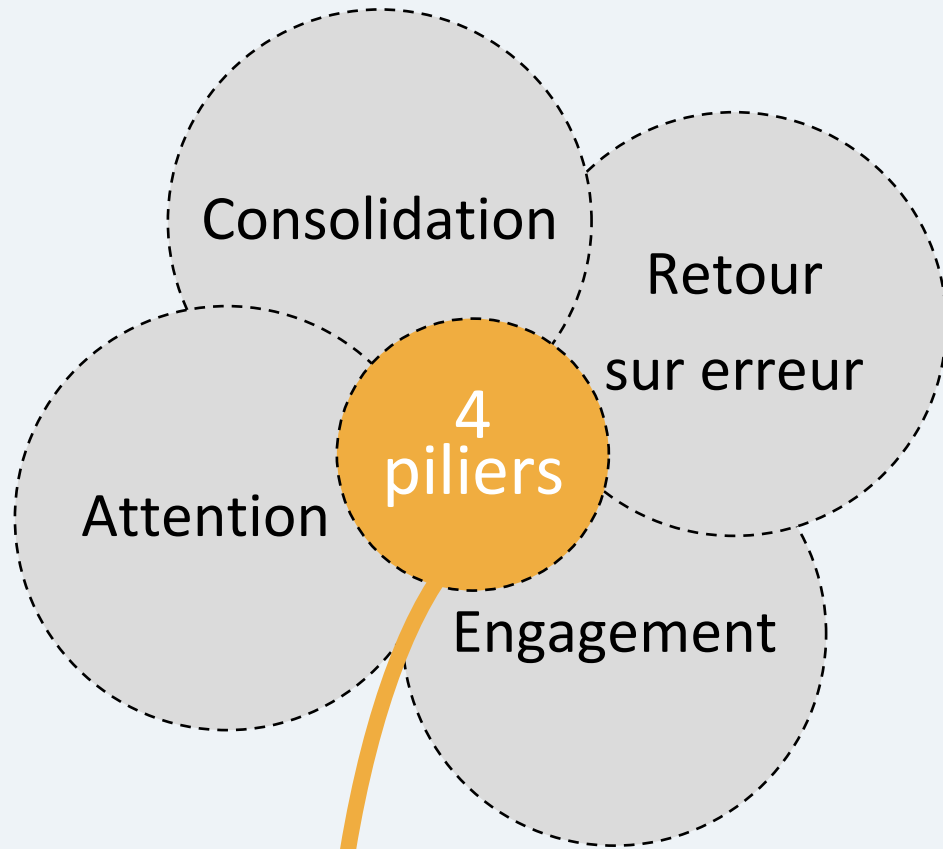 Consolidation
Retour
sur erreur
4
piliers
Attention
Engagement